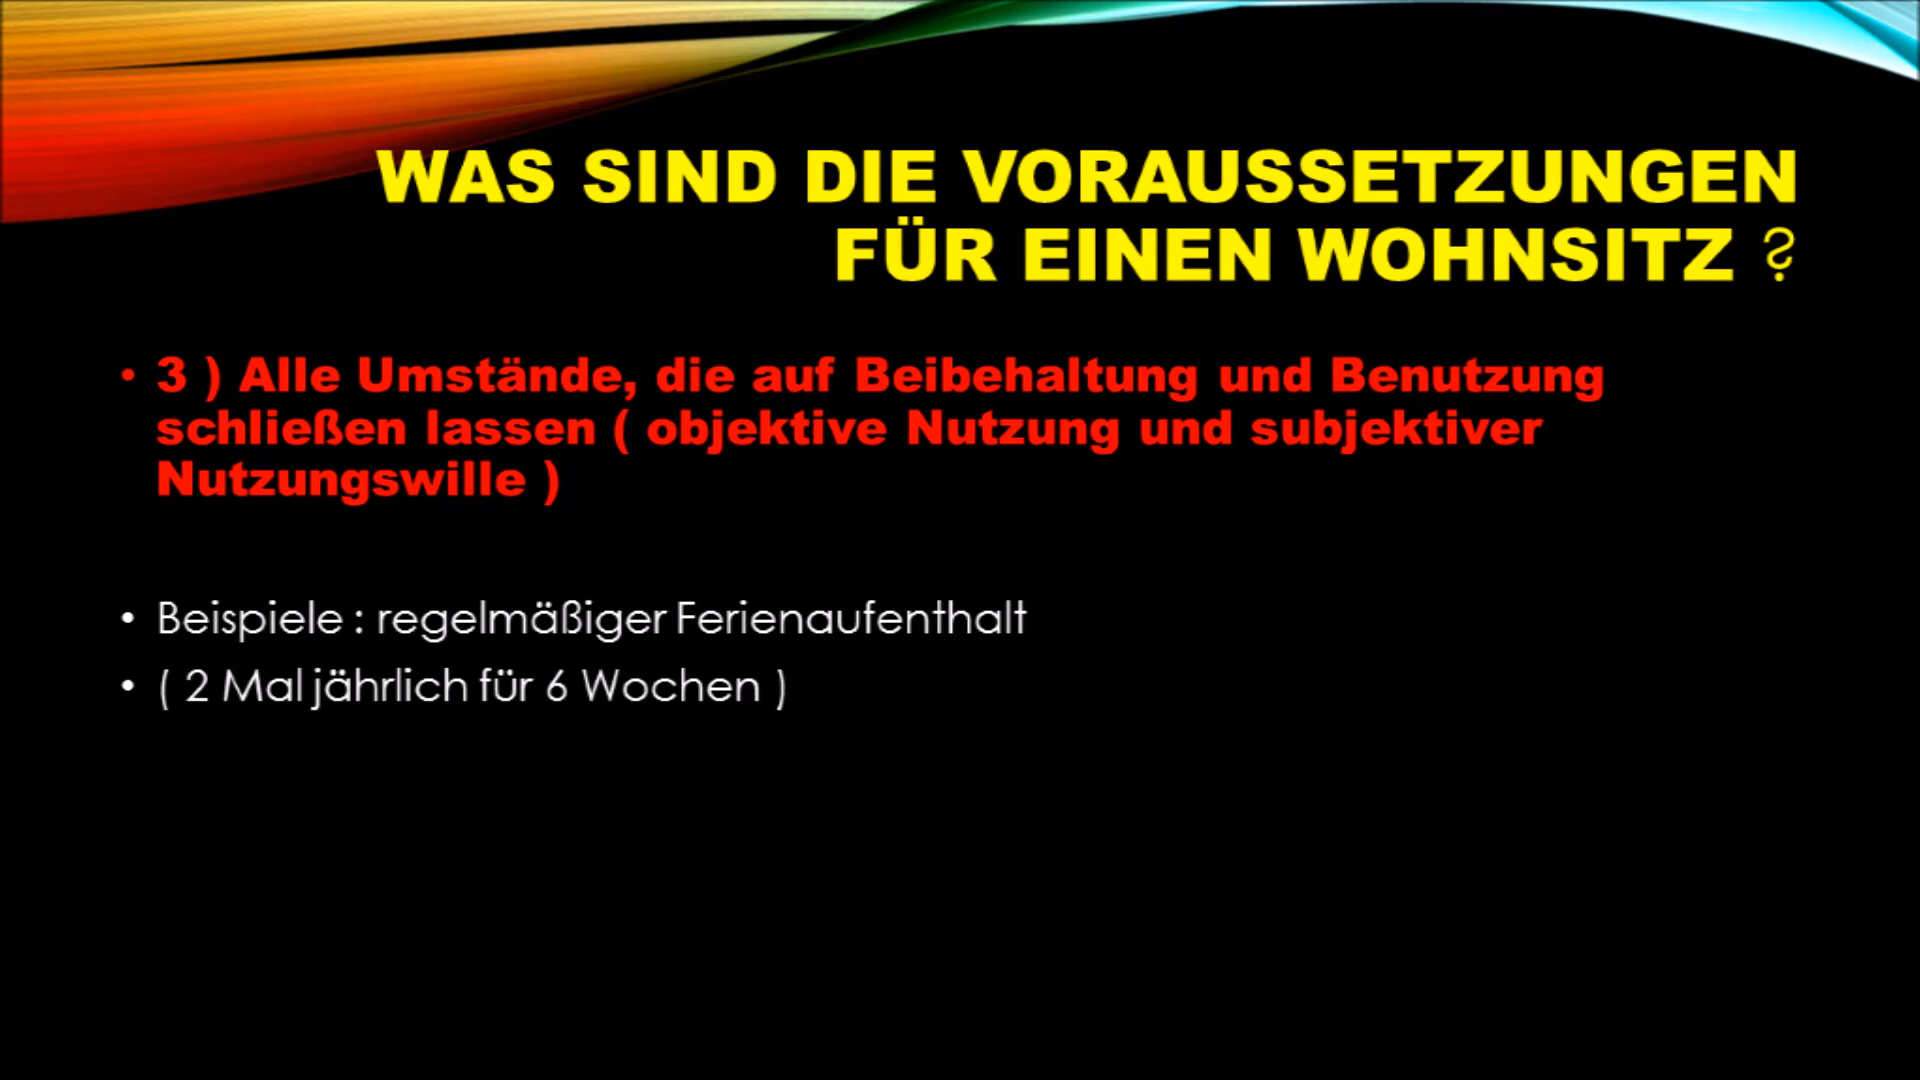 WAS SIND DIE VORAUSSETZUNGEN
FÜR EINEN WOHNSITZ ?
• 3 ) Alle Umstände, die auf Beibehaltung und Benutzung
schließen lassen ( objektive Nutzung und subjektiver
Nutzungswille )
• Beispiele : regelmäßiger Ferienaufenthalt
• ( 2 Mal jährlich für 6 Wochen )